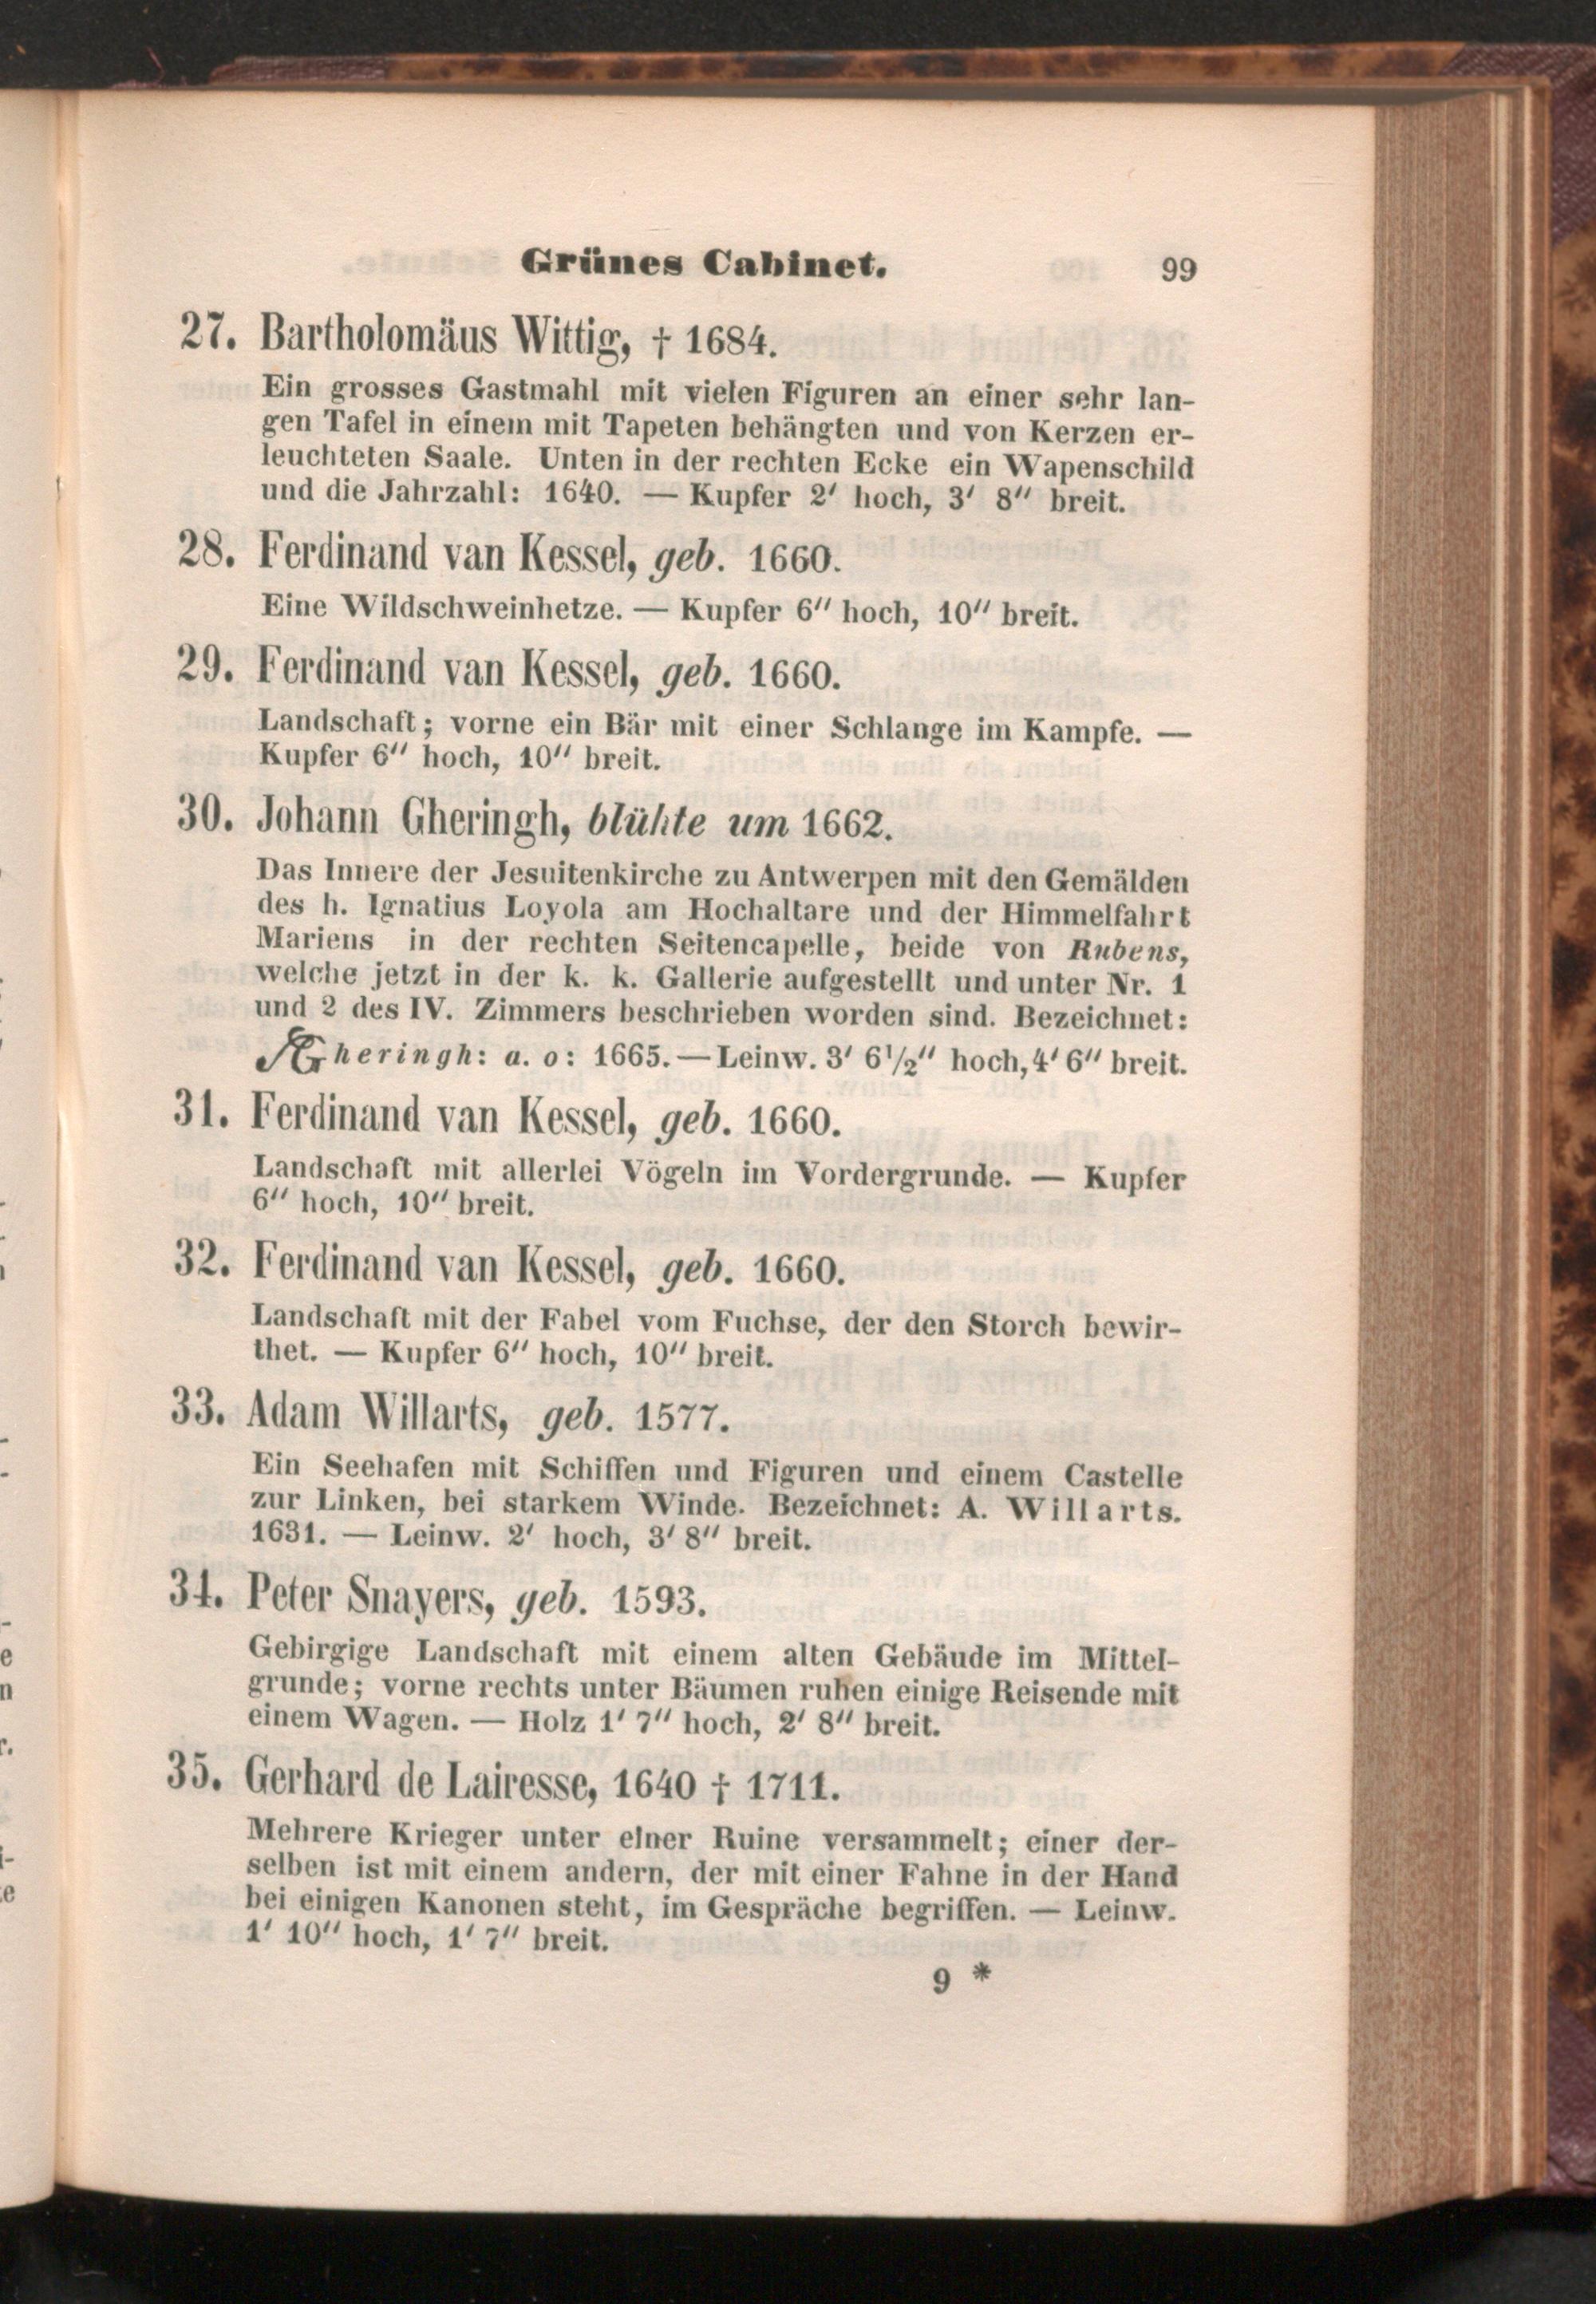 Grünes Cabinet. 99
27. Bartholomäus Wittig, † 1684.
Ein grosses Gastmahl mit vielen Figuren an einer sehr lan-
gen Tafel in einem mit Tapeten behängten und von Kerzen er-
leuchteten Saale. Unten in der rechten Ecke ein Wapenschild
und die Jahrzahl: 1640. — Kupfer 2′ hoch, 3′ 8″ breit.
28. Ferdinand van Kessel, geb. 1660.
Eine Wildschweinhetze. — Kupfer 6″ hoch, 10″ breit.
29. Ferdinand van Kessel, geb. 1660.
Landschaft; vorne ein Bär mit einer Schlange im Kampfe. —
Kupfer 6″ hoch, 10″ breit.
30. Johann Gheringh, blühte um 1662.
Das Innere der Jesuitenkirche zu Antwerpen mit den Gemälden
des h. Ignatius Loyola am Hochaltare und der Himmelfahrt
Mariens in der rechten Seitencapelle, beide von Rubens,
welche jetzt in der k. k. Gallerie aufgestellt und unter Nr. 1
und 2 des IV. Zimmers beschrieben worden sind. Bezeichnet:
Gheringh: a. o: 1665.—Leinw. 3′ 6½″ hoch, 4′ 6″ breit.
31. Ferdinand van Kessel, geb. 1660.
Landschaft mit allerlei Vögeln im Vordergrunde. — Kupfer
6″ hoch, 10″ breit.
32. Ferdinand van Kessel, geb. 1660.
Landschaft mit der Fabel vom Fuchse, der den Storch bewir-
thet. — Kupfer 6″ hoch, 10″ breit.
33. Adam Willarts, geb. 1577.
Ein Seehafen mit Schiffen und Figuren und einem Castelle
zur Linken, bei starkem Winde. Bezeichnet: A. Willarts.
1631. — Leinw. 2′ hoch, 3′ 8″ breit.
34. Peter Snayers, geb. 1593.
Gebirgige Landschaft mit einem alten Gebäude im Mittel-
grunde; vorne rechts unter Bäumen ruhen einige Reisende mit
einem Wagen. — Holz 1′ 7″ hoch, 2′ 8″ breit.
35. Gerhard de Lairesse, 1640 † 1711.
Mehrere Krieger unter einer Ruine versammelt; einer der-
selben ist mit einem andern, der mit einer Fahne in der Hand
bei einigen Kanonen steht, im Gespräche begriffen. — Leinw.
1′ 10″ hoch, 1′ 7″ breit.
9 *